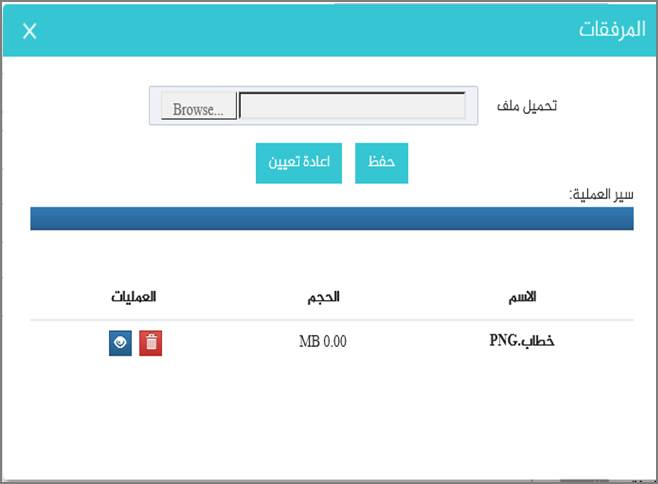 المرفقات X
تحميل ملف Browse...
حفظ اعادة تعيين
سير العملية:
الاسم الحجم العمليات
خطاب.PNG MB 0.00